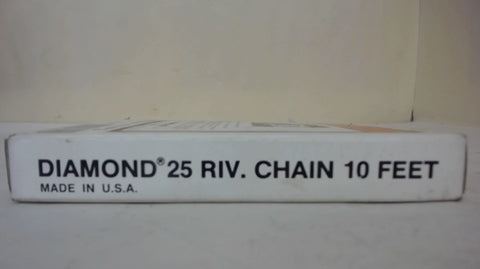 DIAMOND® 25 RIV. CHAIN 10 FEET
MADE IN U.S.A.